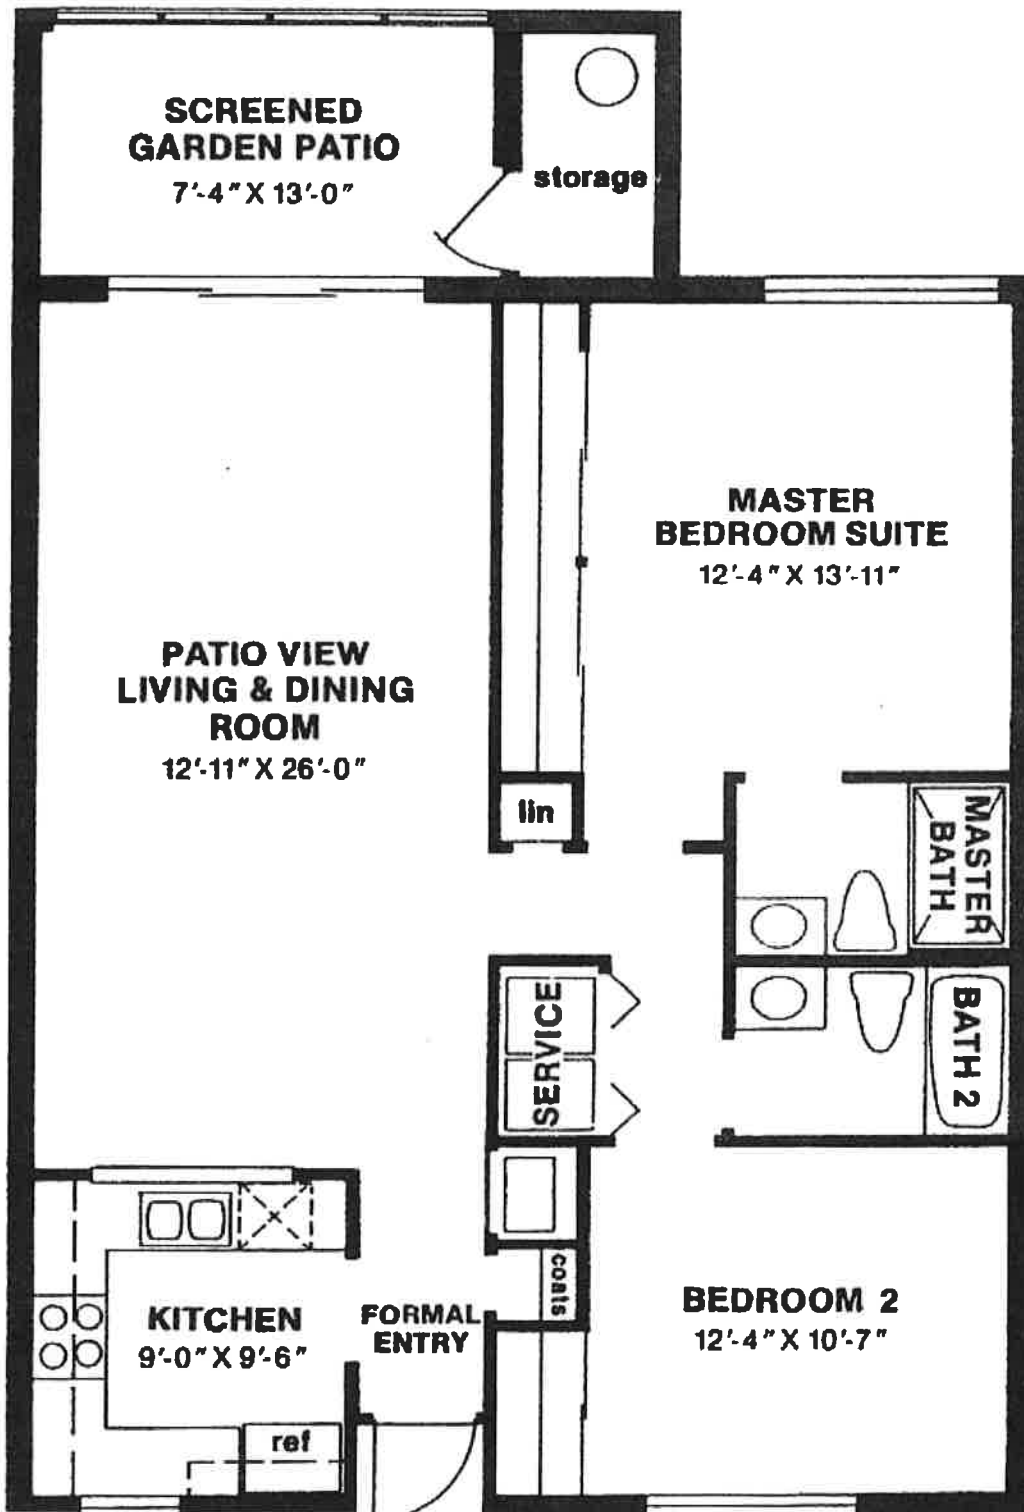 SCREENED
GARDEN PATIO
7'-4" X 13'-0"
storage
MASTER
BEDROOM SUITE
12'-4" X 13'-11"
PATIO VIEW
LIVING & DINING
ROOM
12'-11" X 26'-0"
lin
MASTER
BATH
SERVICE
BATH 2
coats
KITCHEN
9'-0" X 9'-6"
FORMAL
ENTRY
BEDROOM 2
12'-4" X 10'-7"
ref